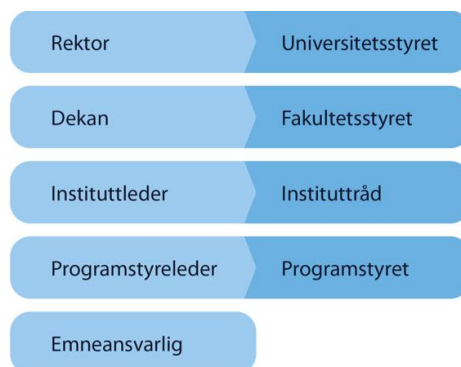 Rektor Universitetsstyret
Dekan Fakultetsstyret
Instituttleder Instituttråd
Programstyreleder Programstyret
Emneansvarlig